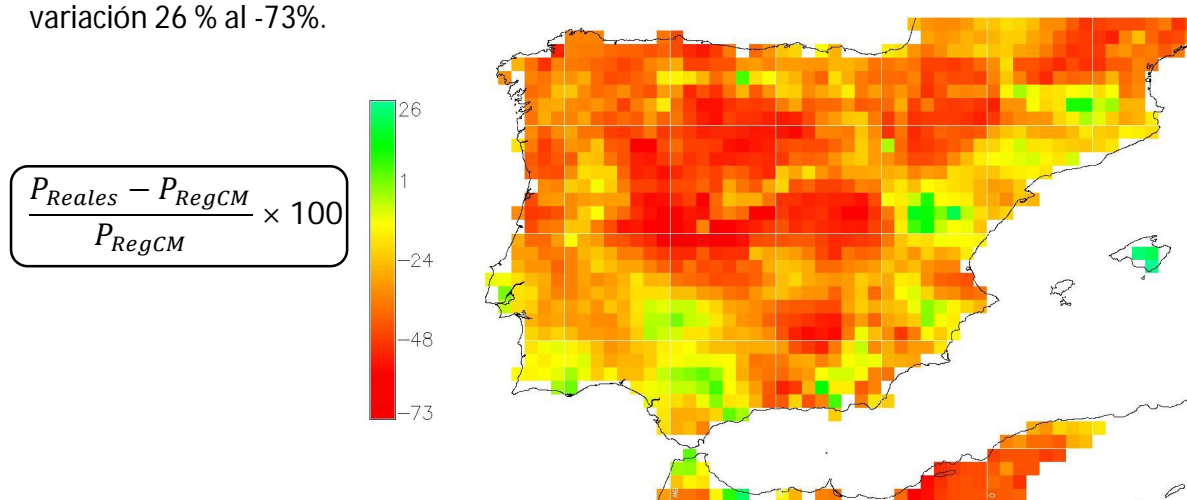 variación 26 % al -73%.
26
1
−24
−48
−73
P_Reales − P_RegCM
P_RegCM
× 100